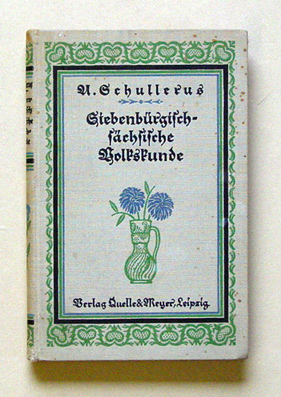 A. Schullerus
Siebenbürgisch-
sächsische
Volkskunde
Verlag Quelle & Meyer, Leipzig